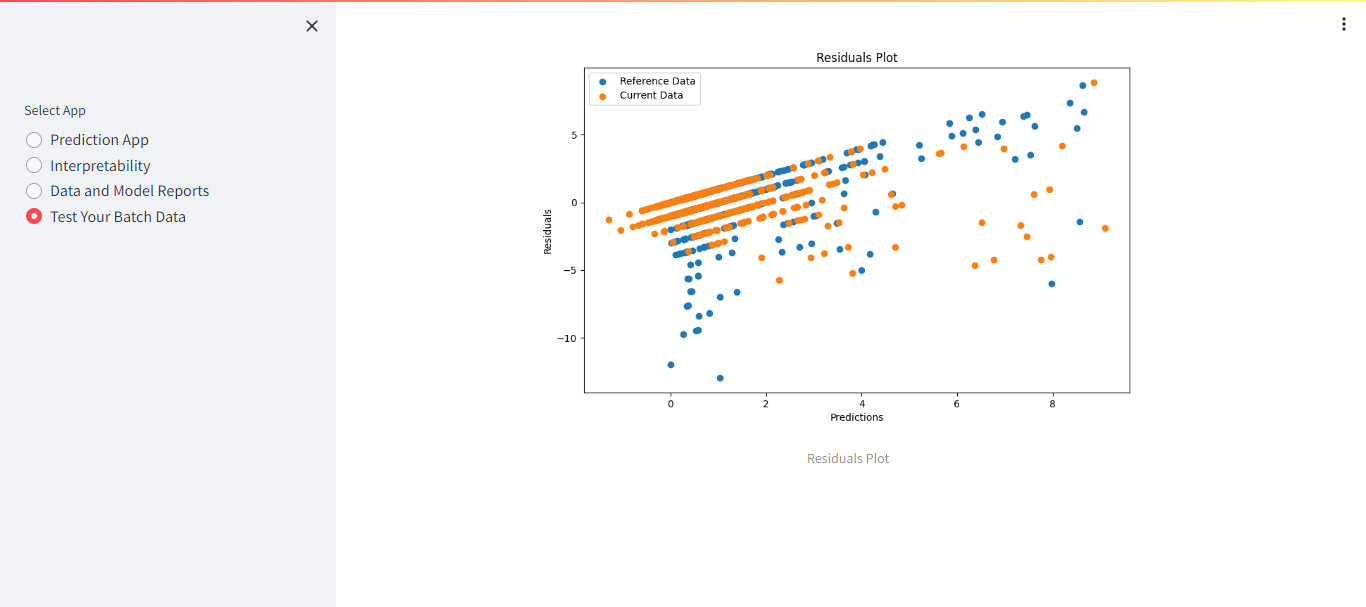 Select App
Prediction App
Interpretability
Data and Model Reports
Test Your Batch Data
Residuals Plot
Reference Data
Current Data
Residuals
5
0
−5
−10
0 2 4 6 8
Predictions
Residuals Plot